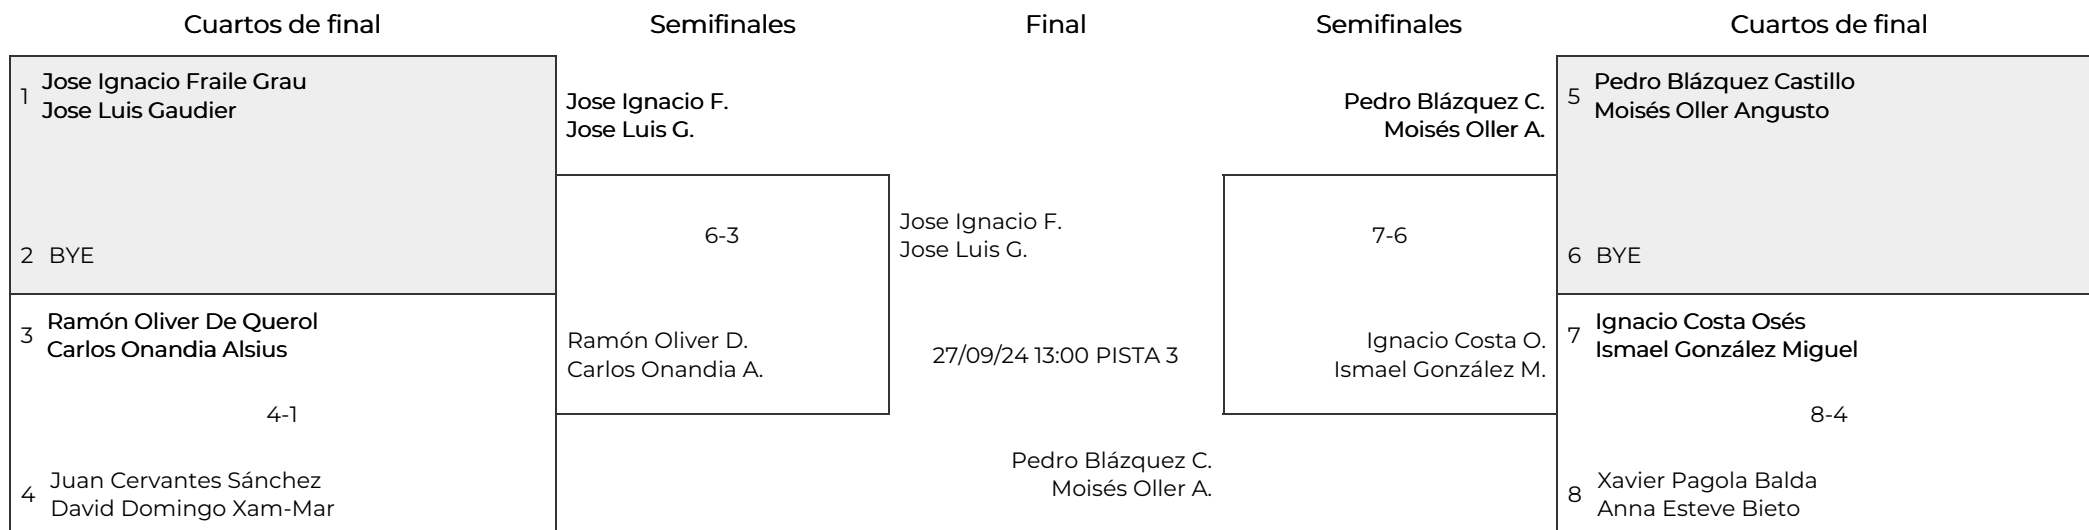 Cuartos de final
Semifinales
Final
Semifinales
Cuartos de final
1
Jose Ignacio Fraile Grau
Jose Luis Gaudier
2 BYE
3
Ramón Oliver De Querol
Carlos Onandia Alsius
4-1
4
Juan Cervantes Sánchez
David Domingo Xam-Mar
Jose Ignacio F.
Jose Luis G.
6-3
Ramón Oliver D.
Carlos Onandia A.
Jose Ignacio F.
Jose Luis G.
27/09/24 13:00 PISTA 3
Pedro Blázquez C.
Moisés Oller A.
Pedro Blázquez C.
Moisés Oller A.
7-6
Ignacio Costa O.
Ismael González M.
5
Pedro Blázquez Castillo
Moisés Oller Angusto
6 BYE
7
Ignacio Costa Osés
Ismael González Miguel
8-4
8
Xavier Pagola Balda
Anna Esteve Bieto